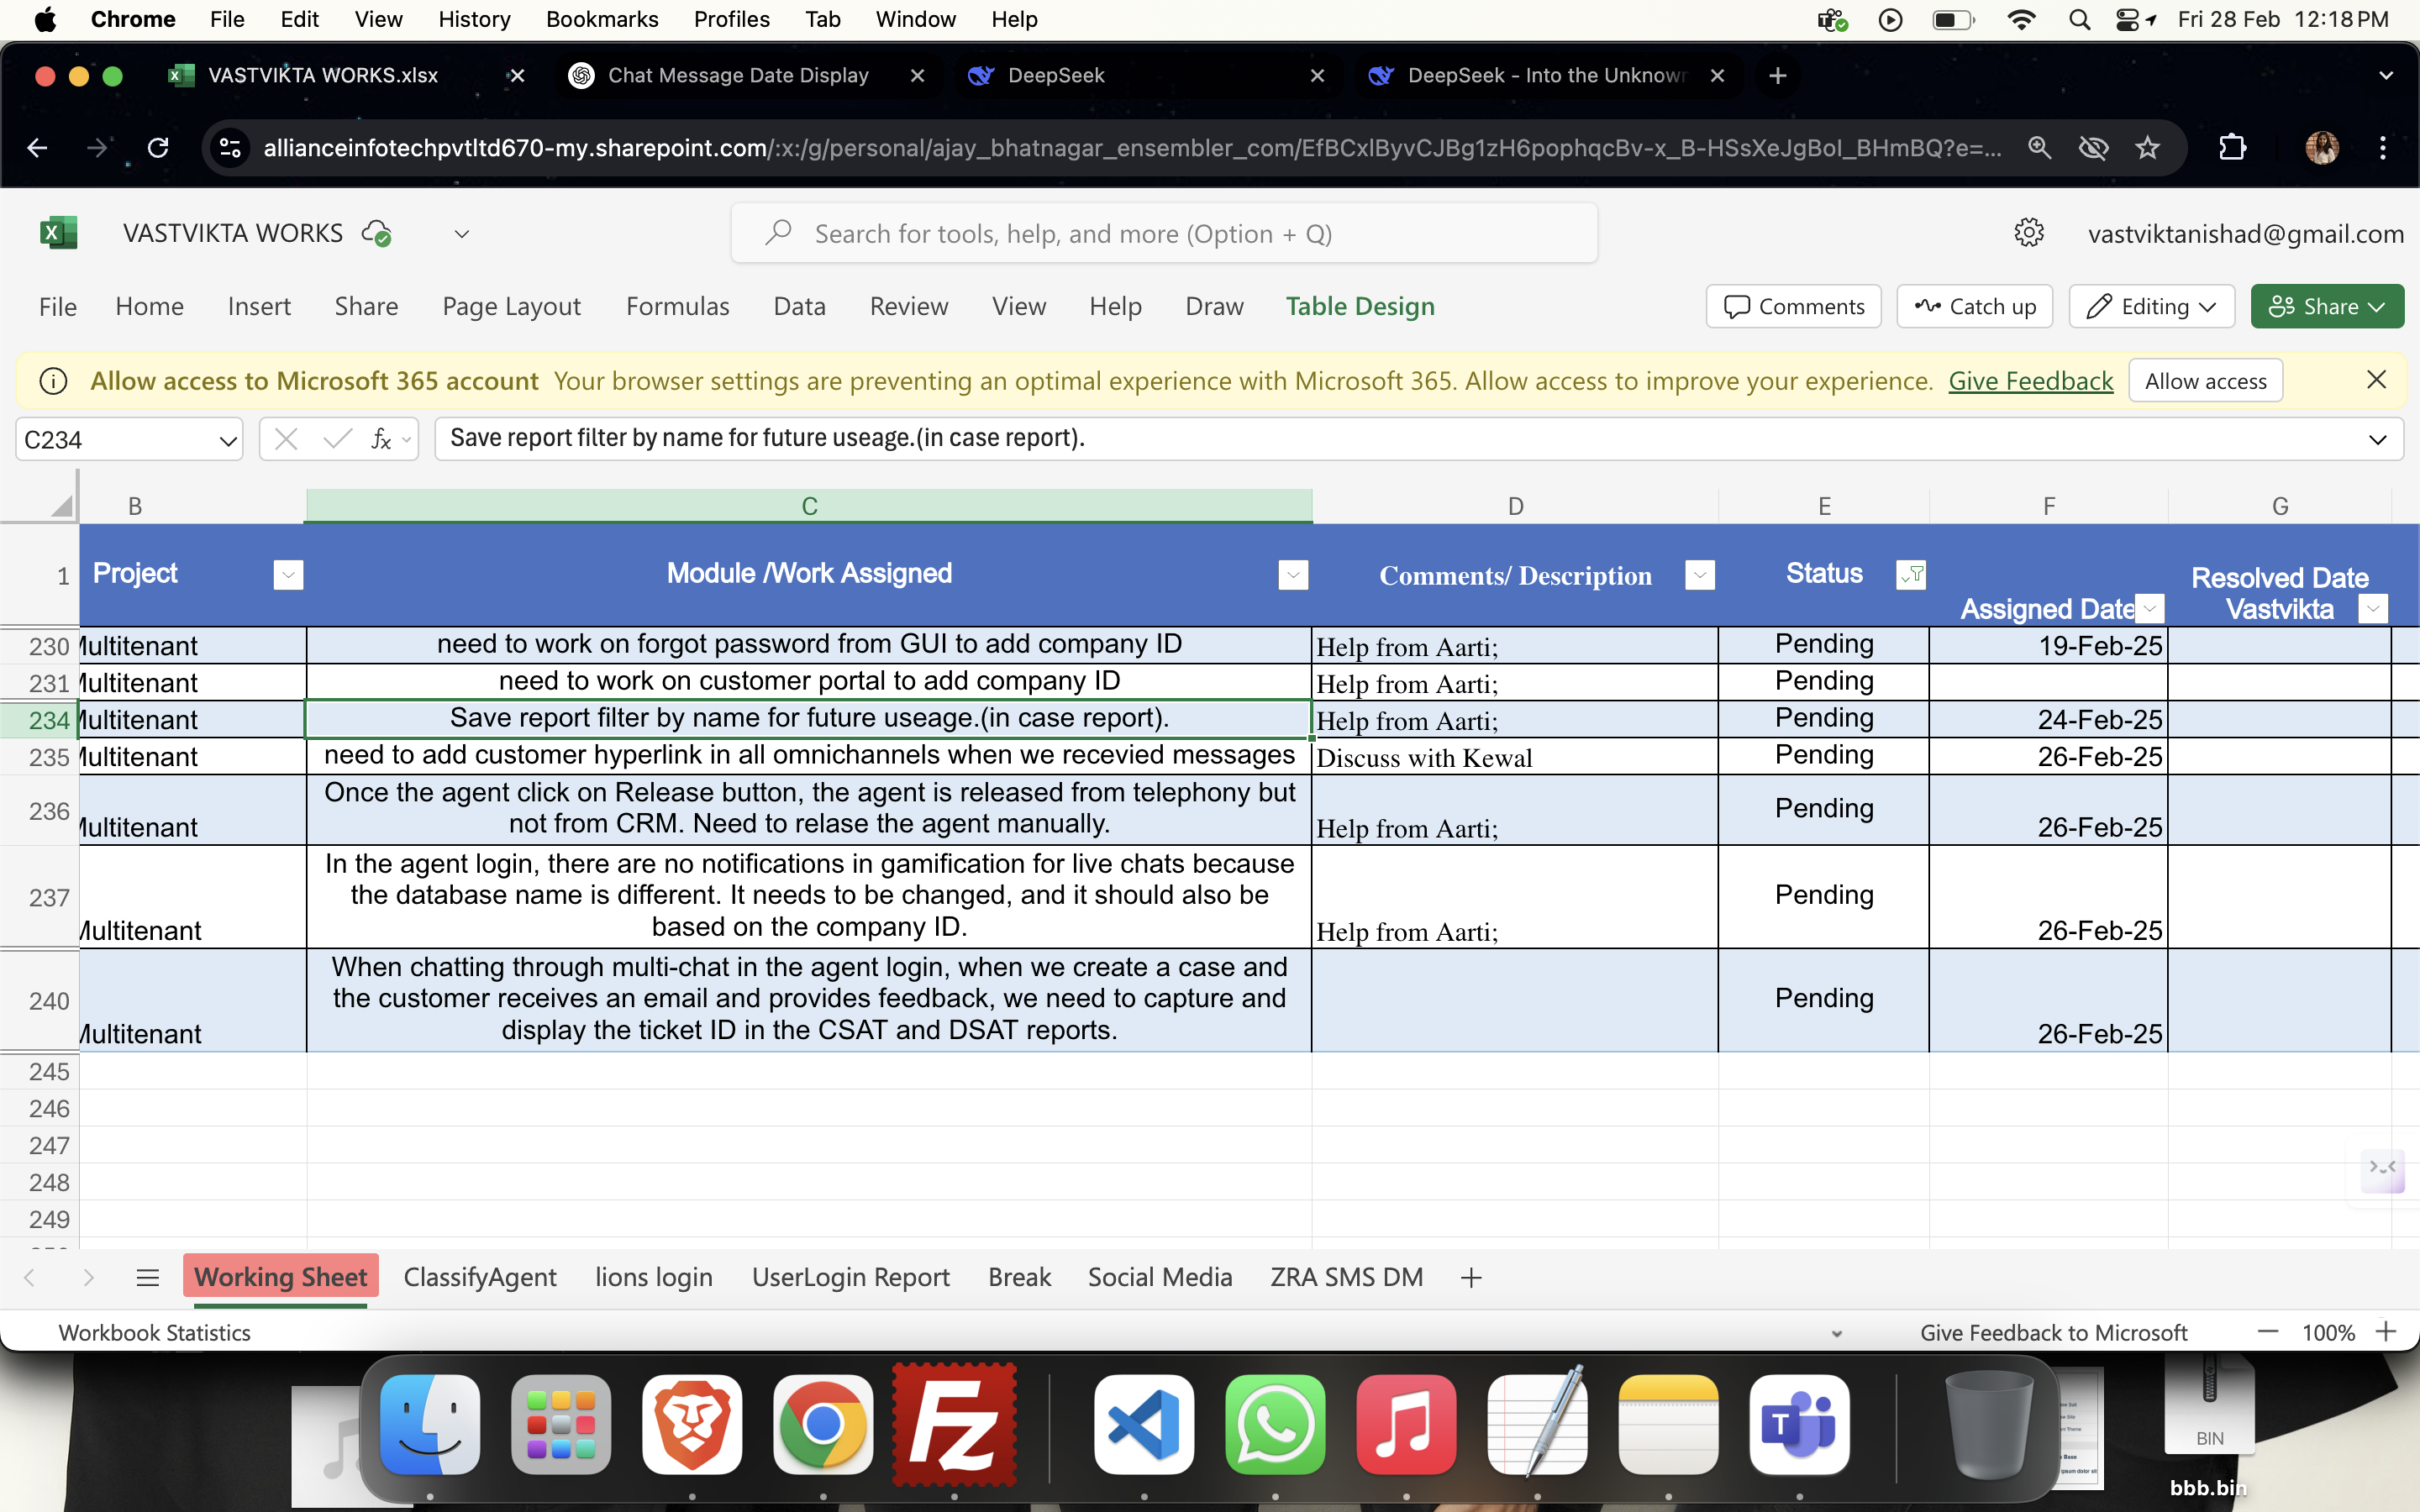 Chrome File Edit View History Bookmarks Profiles Tab Window Help Fri 28 Feb 12:18 PM
VASTVIKTA WORKS.xlsx Chat Message Date Display DeepSeek DeepSeek - Into the Unknown
allianceinfotechpvtltd670-my.sharepoint.com/:x:/g/personal/ajay_bhatnagar_ensembler_com/EfBCxlByvCJBg1zH6pophqcBv-x_B-HSsXeJgBoI_BHmBQ?e=...
VASTVIKTA WORKS Search for tools, help, and more (Option + Q) vastviktanishad@gmail.com
File Home Insert Share Page Layout Formulas Data Review View Help Draw Table Design Comments Catch up Editing Share
Allow access to Microsoft 365 account Your browser settings are preventing an optimal experience with Microsoft 365. Allow access to improve your experience. Give Feedback Allow access
C234 fx Save report filter by name for future useage.(in case report).
B C D E F G
1 Project Module /Work Assigned Comments/ Description Status Assigned Date Resolved Date
Vastvikta
230 Multitenant need to work on forgot password from GUI to add company ID Help from Aarti; Pending 19-Feb-25
231 Multitenant need to work on customer portal to add company ID Help from Aarti; Pending
234 Multitenant Save report filter by name for future useage.(in case report). Help from Aarti; Pending 24-Feb-25
235 Multitenant need to add customer hyperlink in all omnichannels when we recevied messages Discuss with Kewal Pending 26-Feb-25
236 Multitenant Once the agent click on Release button, the agent is released from telephony but
not from CRM. Need to relase the agent manually. Help from Aarti; Pending 26-Feb-25
237 Multitenant In the agent login, there are no notifications in gamification for live chats because
the database name is different. It needs to be changed, and it should also be
based on the company ID. Help from Aarti; Pending 26-Feb-25
240 Multitenant When chatting through multi-chat in the agent login, when we create a case and
the customer receives an email and provides feedback, we need to capture and
display the ticket ID in the CSAT and DSAT reports. Pending 26-Feb-25
245
246
247
248
249
Working Sheet ClassifyAgent lions login UserLogin Report Break Social Media ZRA SMS DM
Workbook Statistics Give Feedback to Microsoft 100%
BIN
bbb.bin